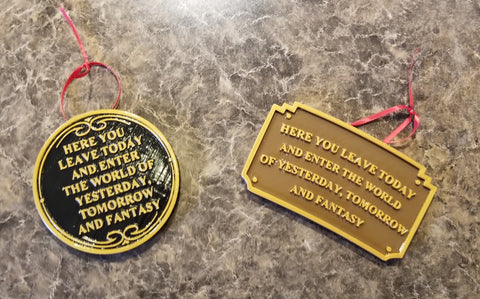 HERE YOU
LEAVE TODAY
AND ENTER
THE WORLD OF
YESTERDAY
TOMORROW
AND FANTASY
HERE YOU LEAVE TODAY
AND ENTER THE WORLD
OF YESTERDAY, TOMORROW
AND FANTASY